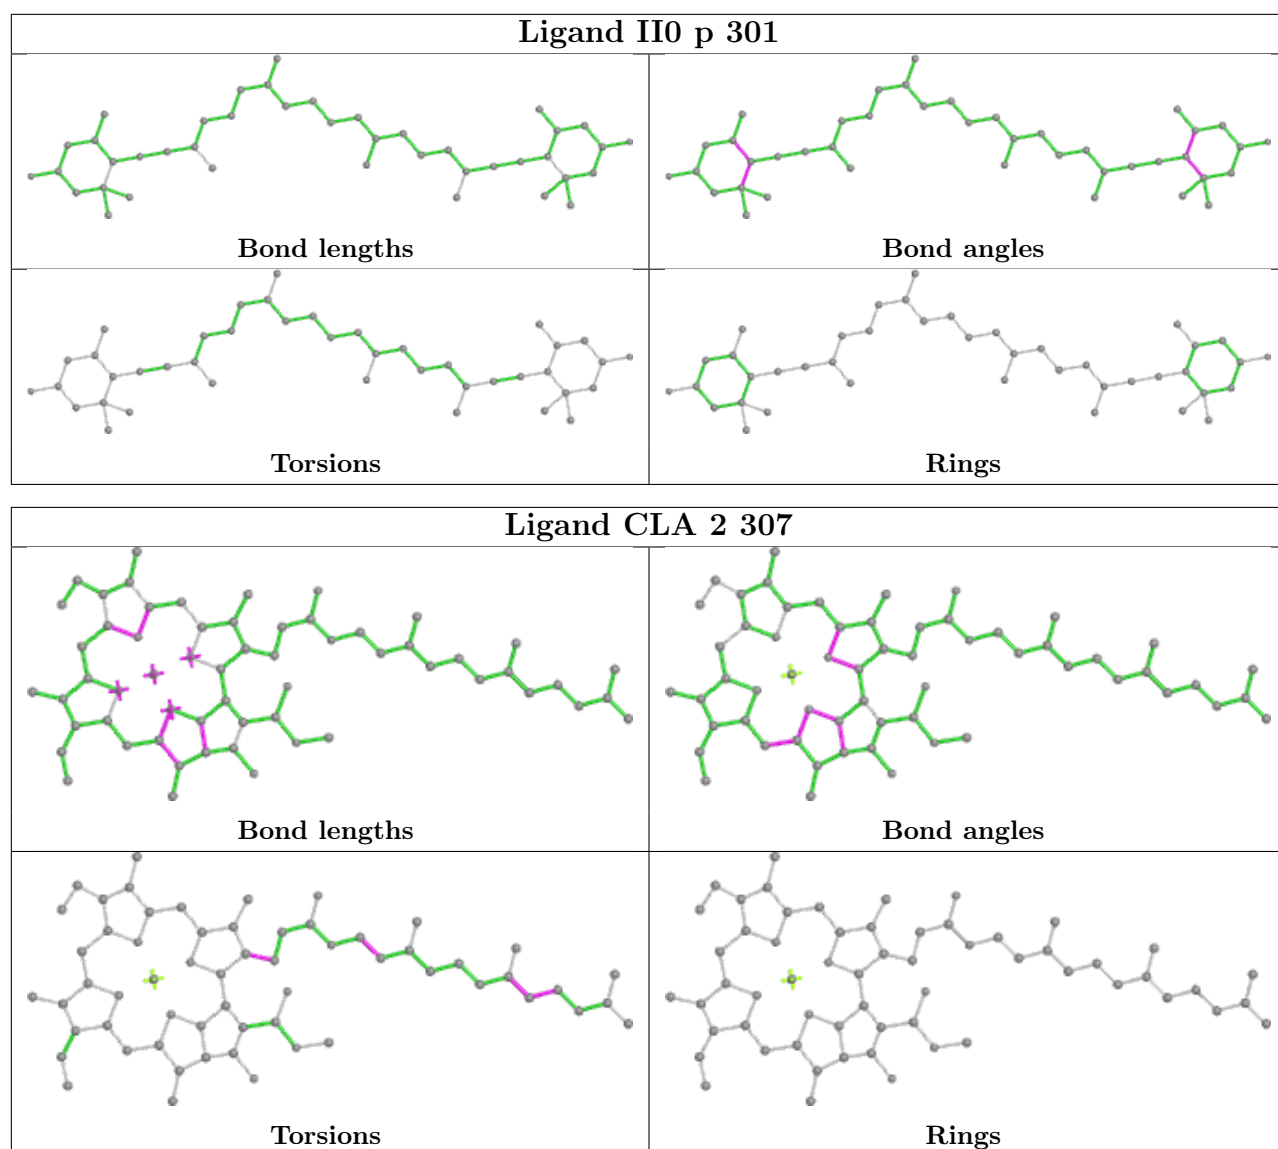 Ligand II0 p 301
Bond lengths
Bond angles
Torsions
Rings
Ligand CLA 2 307
Bond lengths
Bond angles
Torsions
Rings